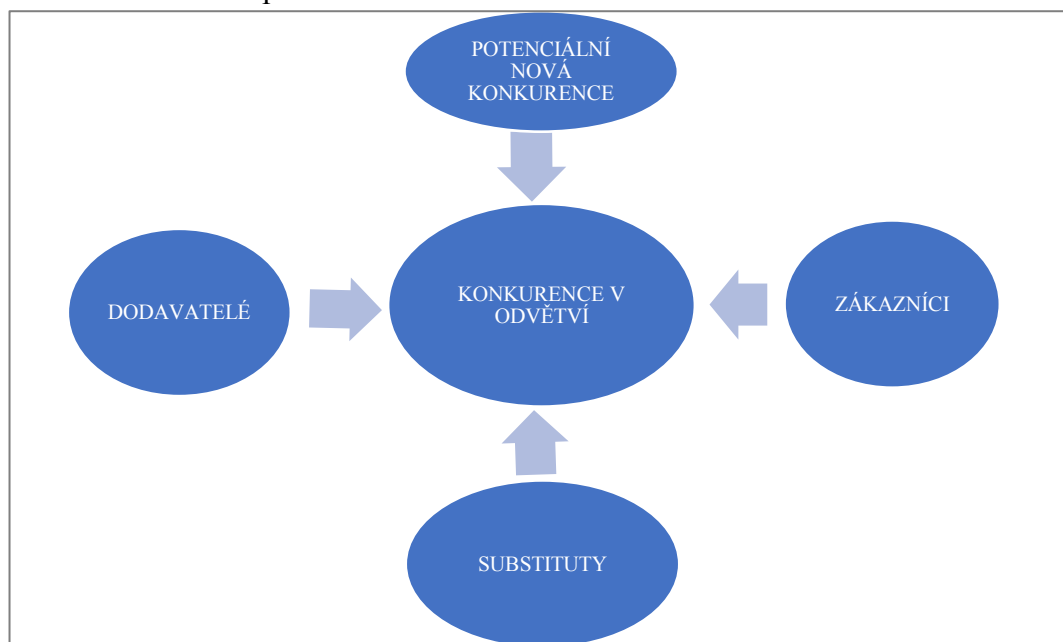 POTENCIÁLNÍ
NOVÁ
KONKURENCE
DODAVATELÉ
KONKURENCE V
ODVĚTVÍ
ZÁKAZNÍCI
SUBSTITUTY